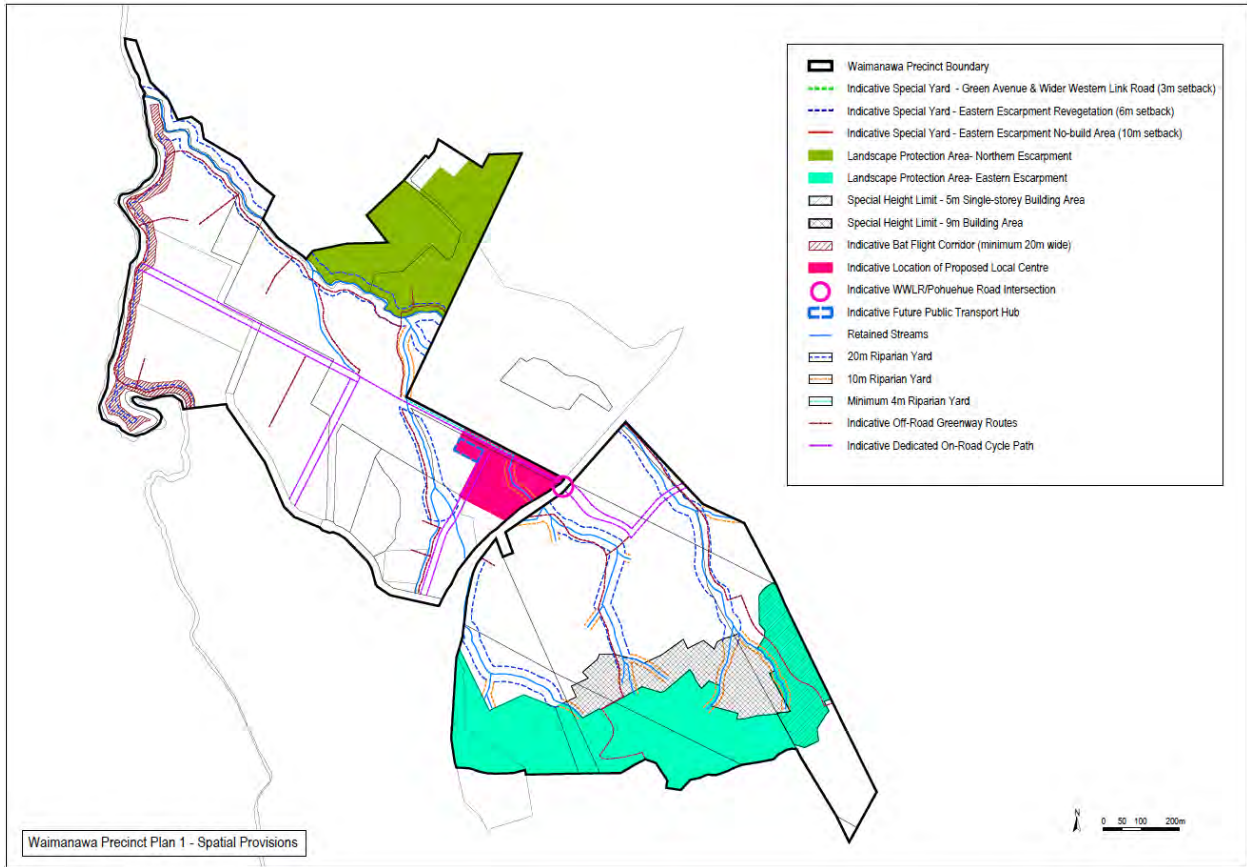 Waimanawa Precinct Boundary
Indicative Special Yard - Green Avenue & Wider Western Link Road (3m setback)
Indicative Special Yard - Eastern Escarpment Revegetation (6m setback)
Indicative Special Yard - Eastern Escarpment No-build Area (10m setback)
Landscape Protection Area- Northern Escarpment
Landscape Protection Area- Eastern Escarpment
Special Height Limit - 5m Single-storey Building Area
Special Height Limit - 9m Building Area
Indicative Bat Flight Corridor (minimum 20m wide)
Indicative Location of Proposed Local Centre
Indicative WWLR/Pohuehue Road Intersection
Indicative Future Public Transport Hub
Retained Streams
20m Riparian Yard
10m Riparian Yard
Minimum 4m Riparian Yard
Indicative Off-Road Greenway Routes
Indicative Dedicated On-Road Cycle Path
N
0 50 100 200m
Waimanawa Precinct Plan 1 - Spatial Provisions